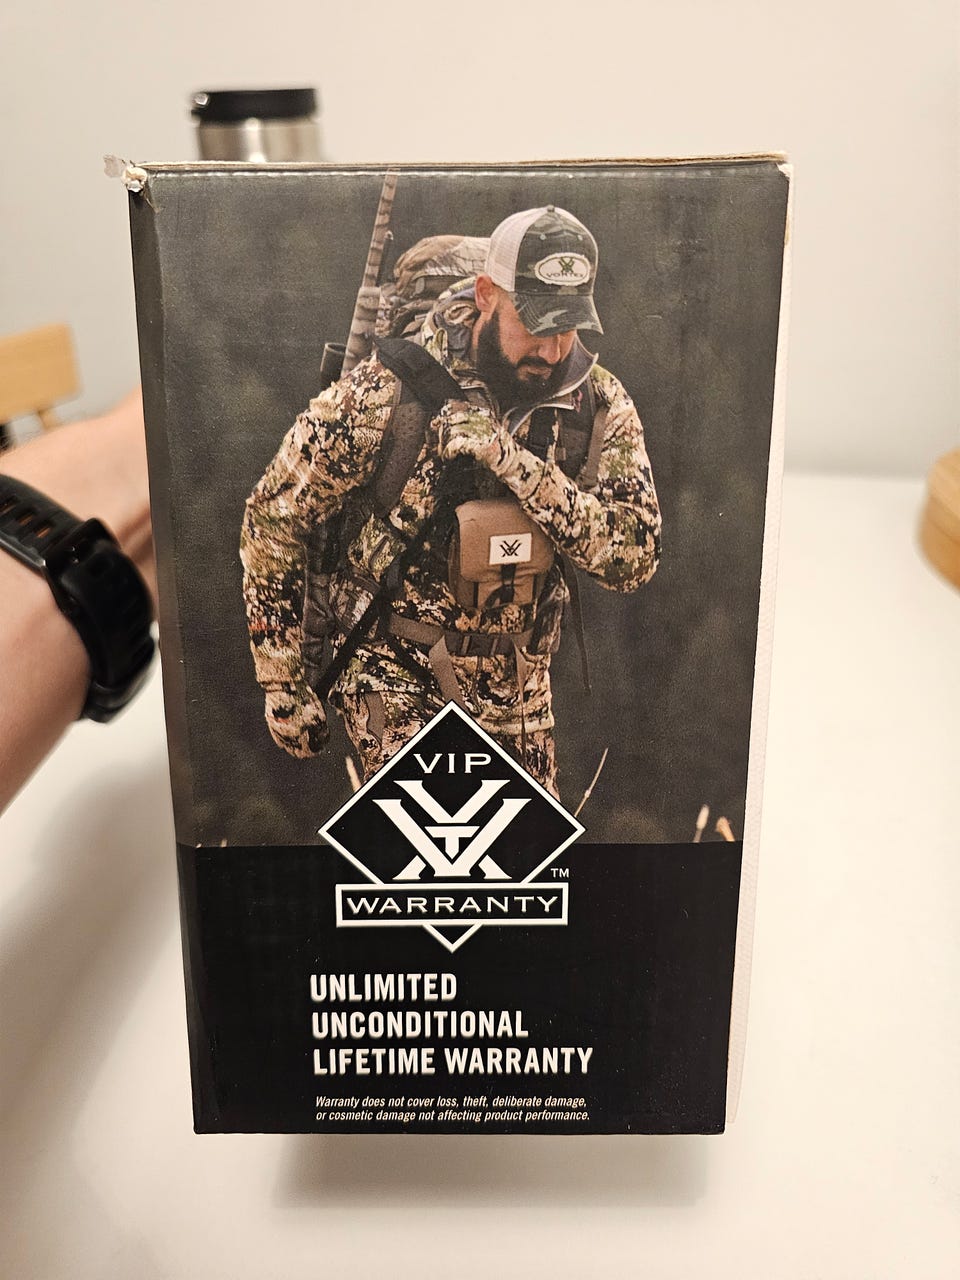 VORTEX
VIP
WARRANTY
TM
UNLIMITED
UNCONDITIONAL
LIFETIME WARRANTY
Warranty does not cover loss, theft, deliberate damage,
or cosmetic damage not affecting product performance.